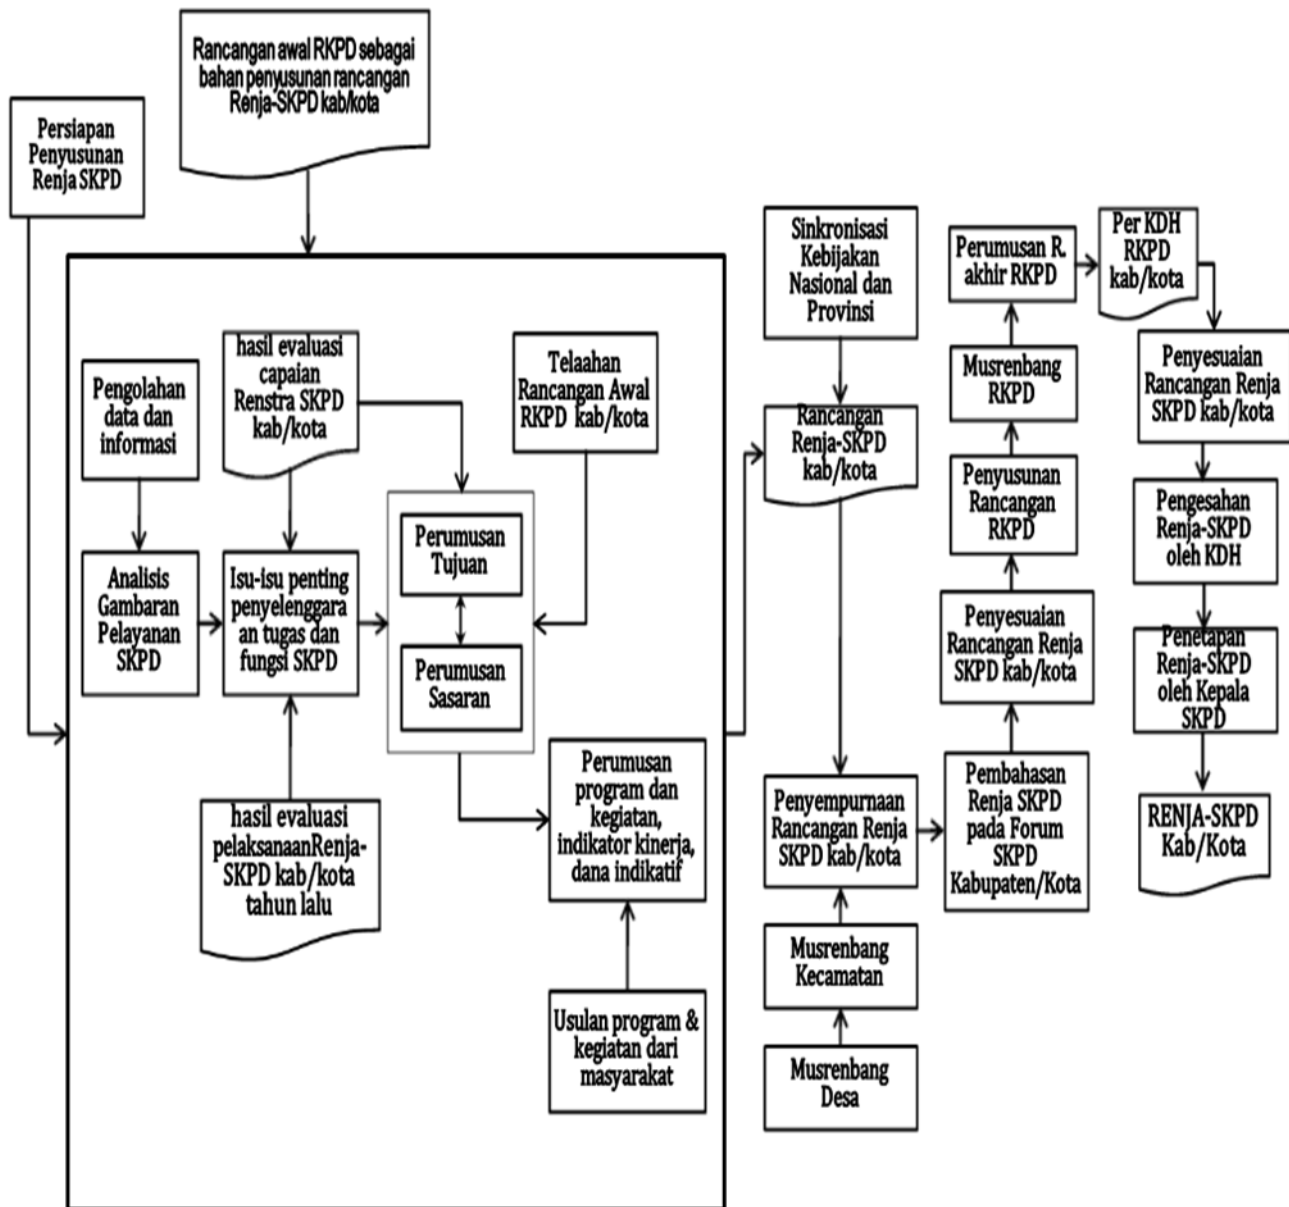 Rancangan awal RKPD sebagai
bahan penyusunan rancangan
Renja-SKPD kab/kota
Persiapan
Penyusunan
Renja SKPD
Pengolahan
data dan
informasi
hasil evaluasi
capaian
Renstra SKPD
kab/kota
Telaahan
Rancangan Awal
RKPD kab/kota
Analisis
Gambaran
Pelayanan
SKPD
Isu-isu penting
penyelenggara
an tugas dan
fungsi SKPD
Perumusan
Tujuan
Perumusan
Sasaran
hasil evaluasi
pelaksanaanRenja-
SKPD kab/kota
tahun lalu
Perumusan
program dan
kegiatan,
indikator kinerja,
dana indikatif
Usulan program &
kegiatan dari
masyarakat
Sinkronisasi
Kebijakan
Nasional dan
Provinsi
Rancangan
Renja-SKPD
kab/kota
Penyempurnaan
Rancangan Renja
SKPD kab/kota
Musrenbang
Kecamatan
Musrenbang
Desa
Perumusan R.
akhir RKPD
Musrenbang
RKPD
Penyusunan
Rancangan
RKPD
Penyesuaian
Rancangan Renja
SKPD kab/kota
Pembahasan
Renja SKPD
pada Forum
SKPD
Kabupaten/Kota
Per KDH
RKPD
kab/kota
Penyesuaian
Rancangan Renja
SKPD kab/kota
Pengesahan
Renja-SKPD
oleh KDH
Penetapan
Renja-SKPD
oleh Kepala
SKPD
RENJA-SKPD
Kab/Kota